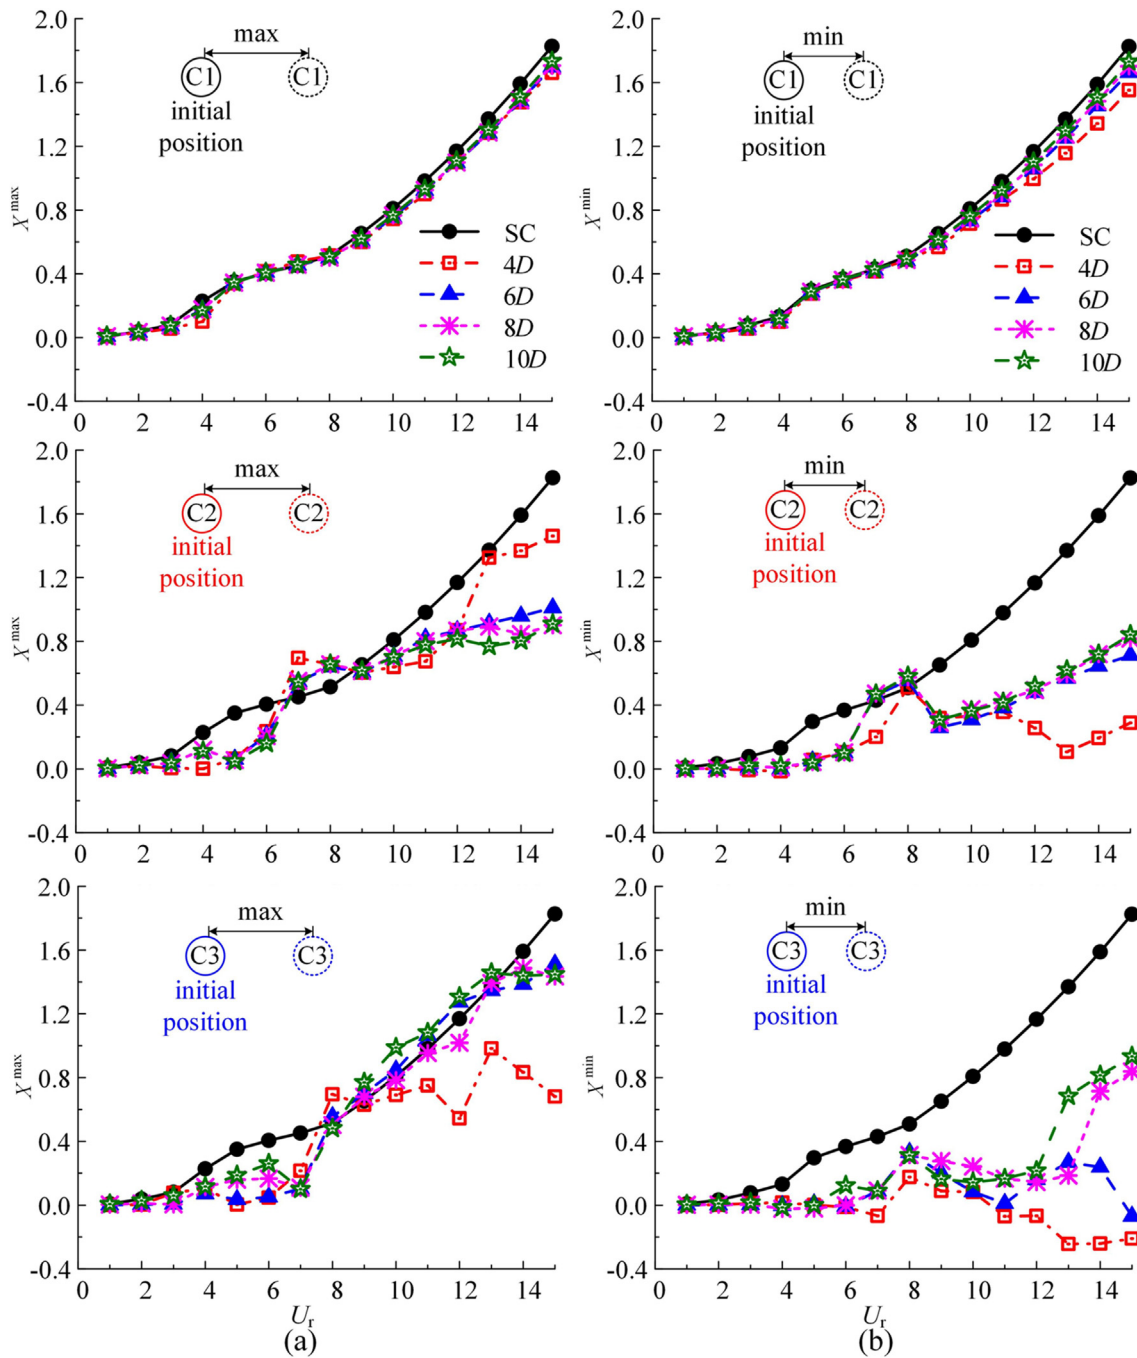 2.0
1.6
1.2
0.8
0.4
0.0
-0.4
X^max
max
C1
C1
initial
position
SC
4D
6D
8D
10D
0 2 4 6 8 10 12 14
2.0
1.6
1.2
0.8
0.4
0.0
-0.4
X^min
min
C1
C1
initial
position
SC
4D
6D
8D
10D
0 2 4 6 8 10 12 14
2.0
1.6
1.2
0.8
0.4
0.0
-0.4
X^max
max
C2
C2
initial
position
0 2 4 6 8 10 12 14
2.0
1.6
1.2
0.8
0.4
0.0
-0.4
X^min
min
C2
C2
initial
position
0 2 4 6 8 10 12 14
2.0
1.6
1.2
0.8
0.4
0.0
-0.4
X^max
max
C3
C3
initial
position
0 2 4 6 8 10 12 14
U_r
(a)
2.0
1.6
1.2
0.8
0.4
0.0
-0.4
X^min
min
C3
C3
initial
position
0 2 4 6 8 10 12 14
U_r
(b)